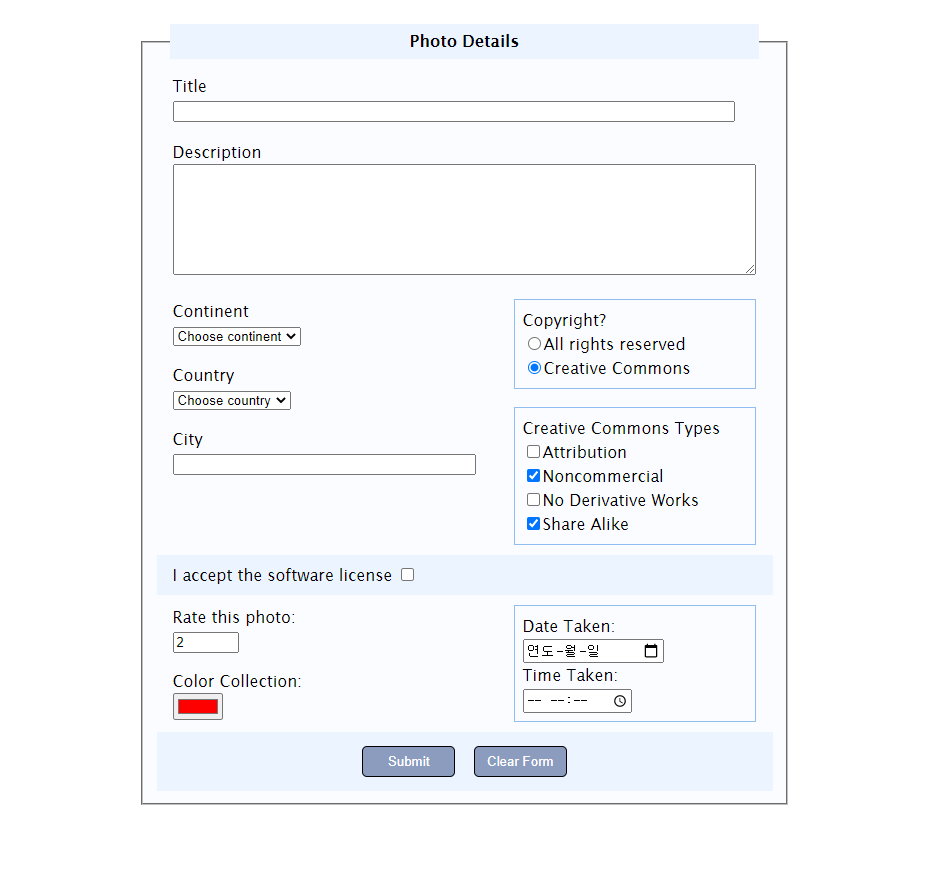 Photo Details
Title
Description
Continent
Choose continent
Country
Choose country
City
Copyright?
All rights reserved
Creative Commons
Creative Commons Types
Attribution
Noncommercial
No Derivative Works
Share Alike
I accept the software license
Rate this photo:
2
Color Collection:
Date Taken:
연도-월-일
Time Taken:
-- --:--
Submit
Clear Form